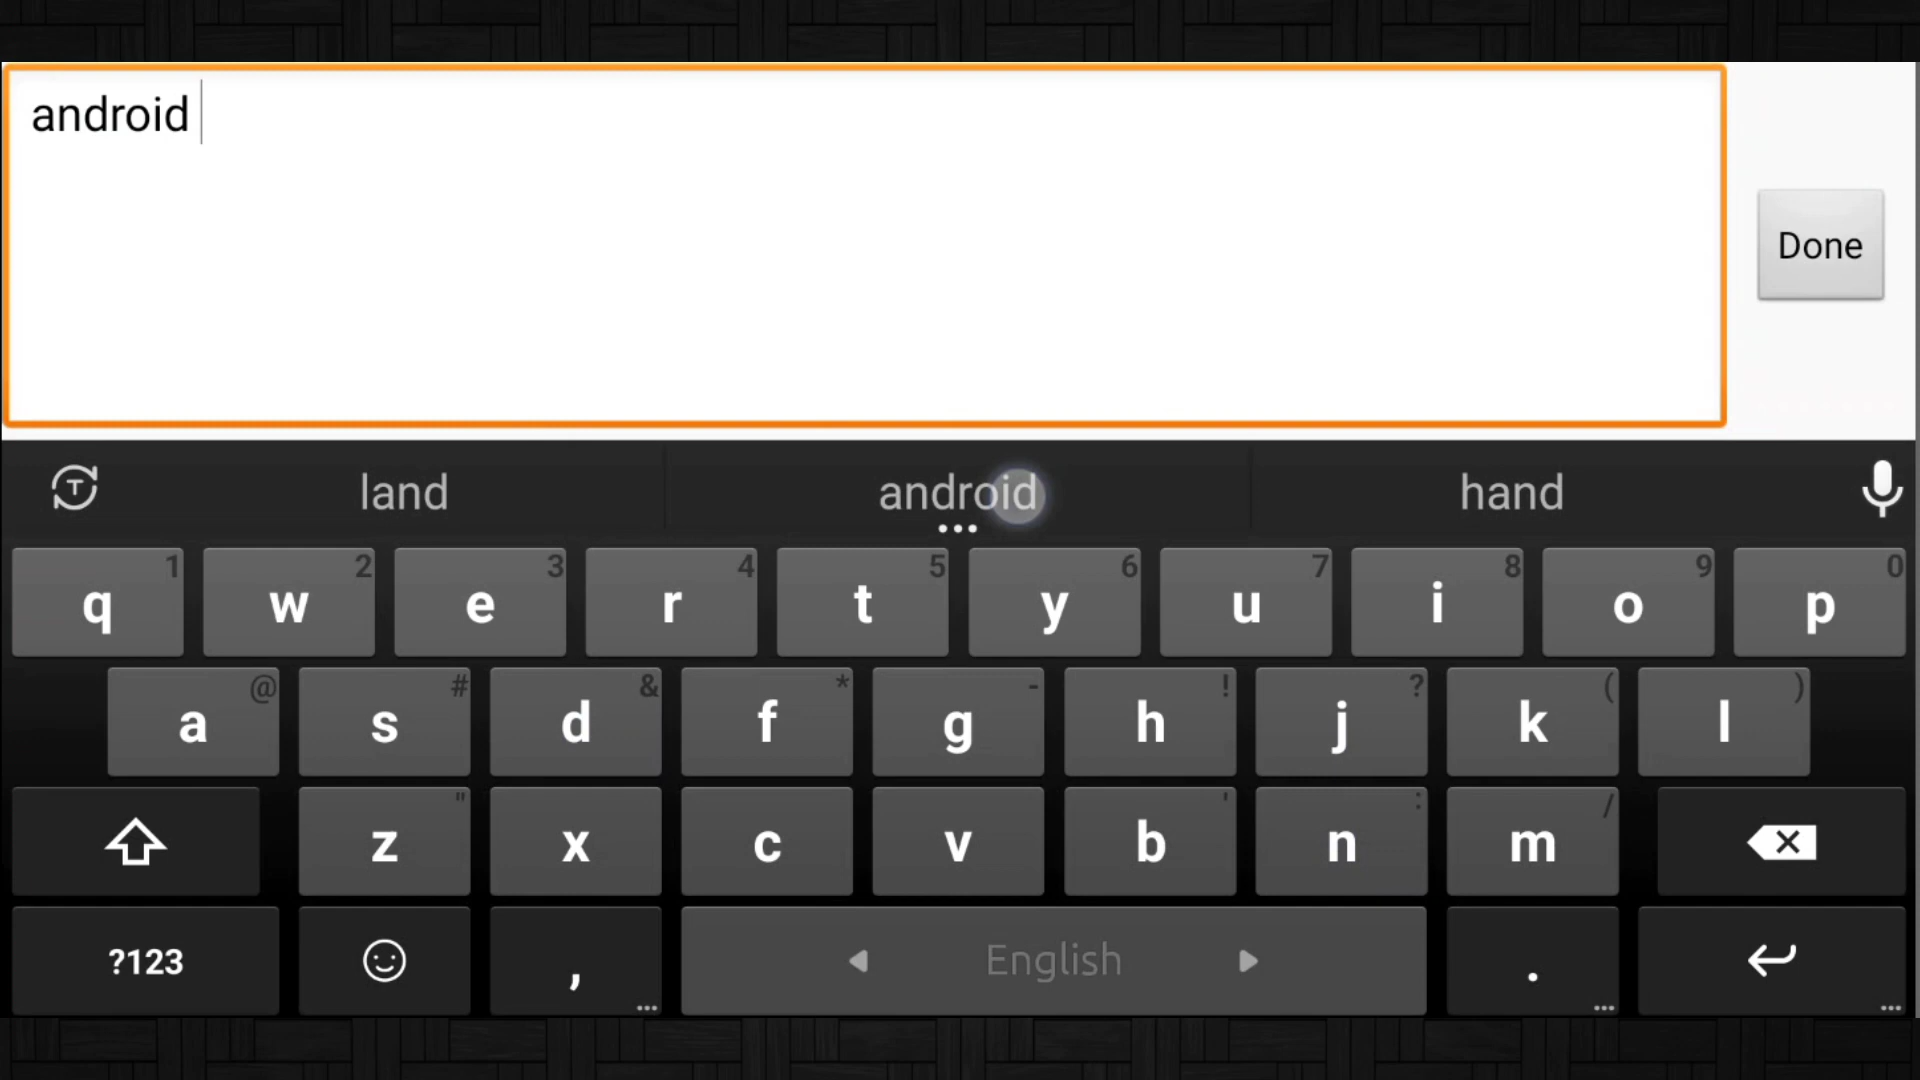 android
Done
T land android hand
1 2 3 4 5 6 7 8 9 0
q w e r t y u i o p
@ # & * - ! ? ( )
a s d f g h j k l
" ' : /
z x c v b n m
?123 , ◀ English ▶ .